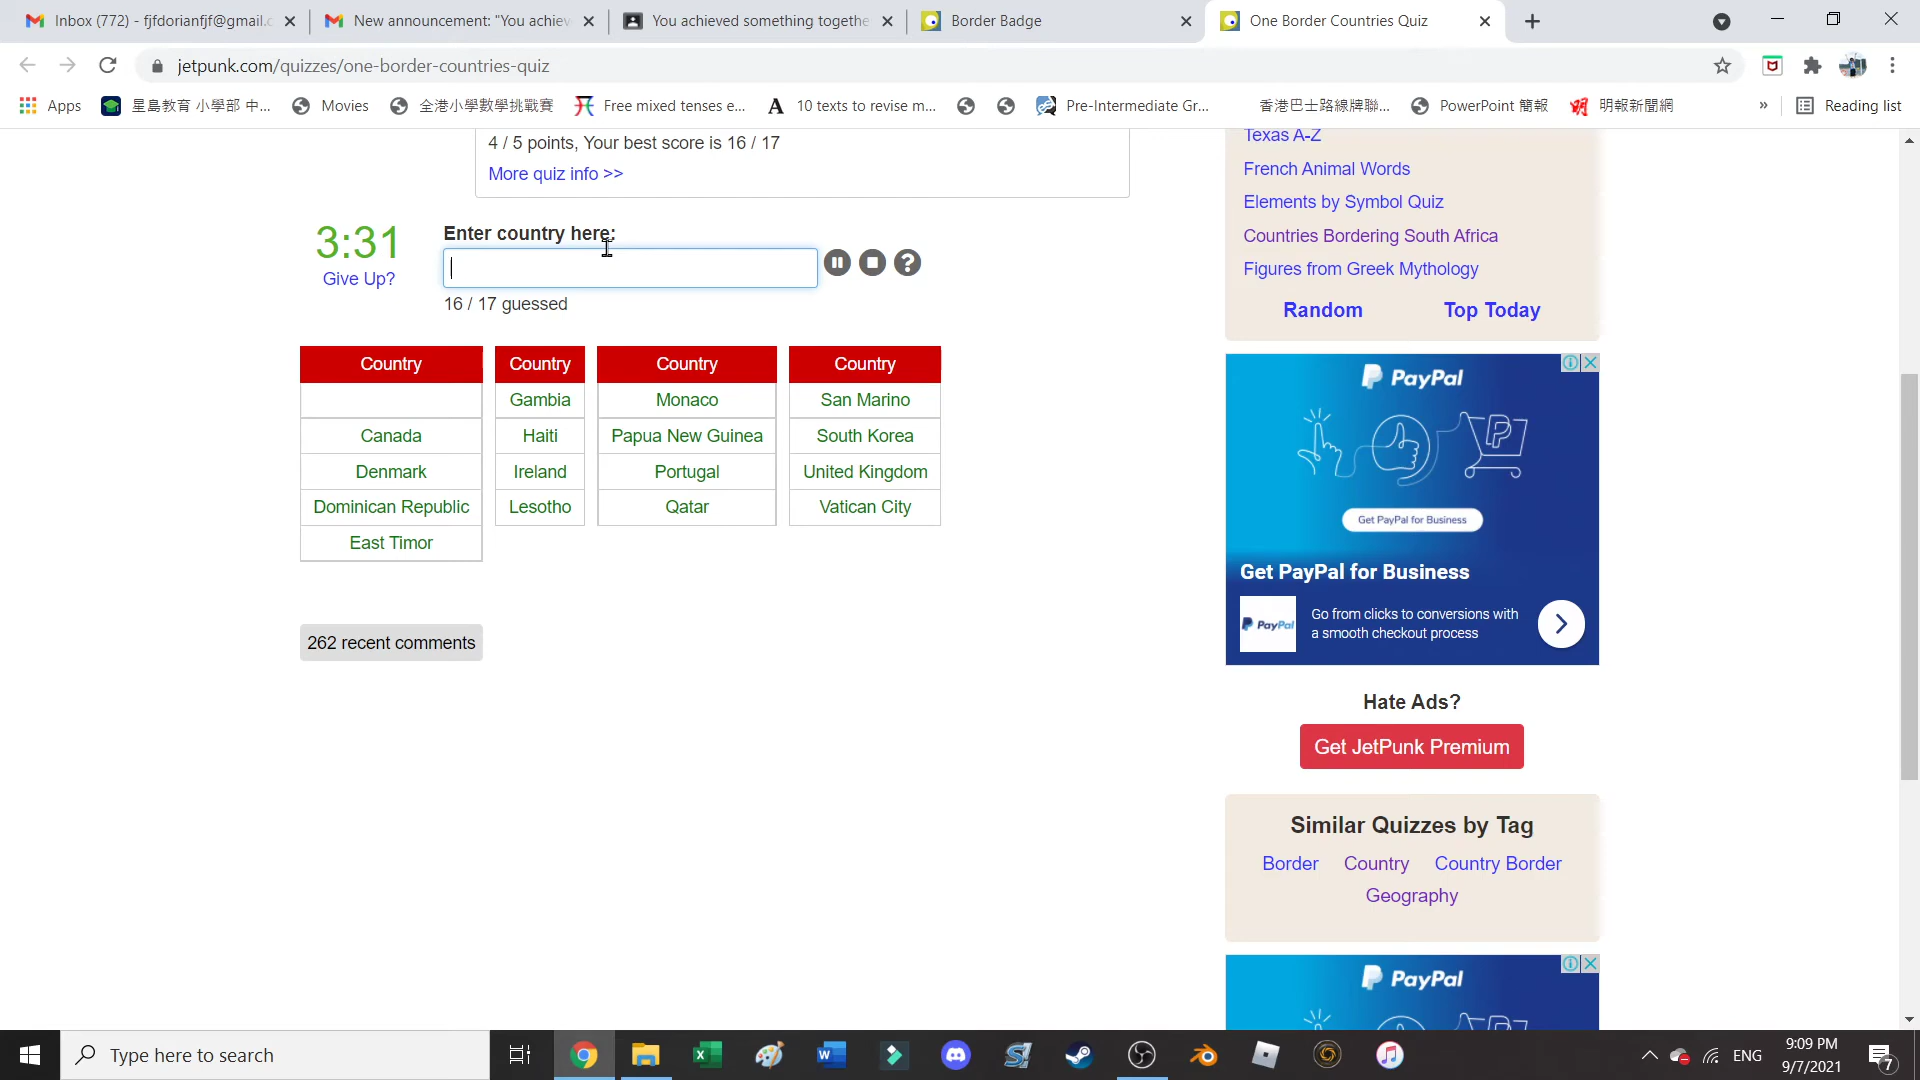 Inbox (772) - fjfdorianfjf@gmail.c
New announcement: "You achiev
You achieved something togethe
Border Badge
One Border Countries Quiz
jetpunk.com/quizzes/one-border-countries-quiz
Apps
星島教育 小學部 中...
Movies
全港小學數學挑戰賽
Free mixed tenses e...
10 texts to revise m...
Pre-Intermediate Gr...
香港巴士路線牌聯...
PowerPoint 簡報
明報新聞網
»
Reading list
4 / 5 points, Your best score is 16 / 17
More quiz info >>
3:31
Give Up?
Enter country here:
16 / 17 guessed
Country
Canada
Denmark
Dominican Republic
East Timor
Country
Gambia
Haiti
Ireland
Lesotho
Country
Monaco
Papua New Guinea
Portugal
Qatar
Country
San Marino
South Korea
United Kingdom
Vatican City
262 recent comments
Texas A-Z
French Animal Words
Elements by Symbol Quiz
Countries Bordering South Africa
Figures from Greek Mythology
Random
Top Today
PayPal
Get PayPal for Business
Get PayPal for Business
PayPal
Go from clicks to conversions with
a smooth checkout process
Hate Ads?
Get JetPunk Premium
Similar Quizzes by Tag
Border
Country
Country Border
Geography
PayPal
Type here to search
ENG
9:09 PM
9/7/2021
7